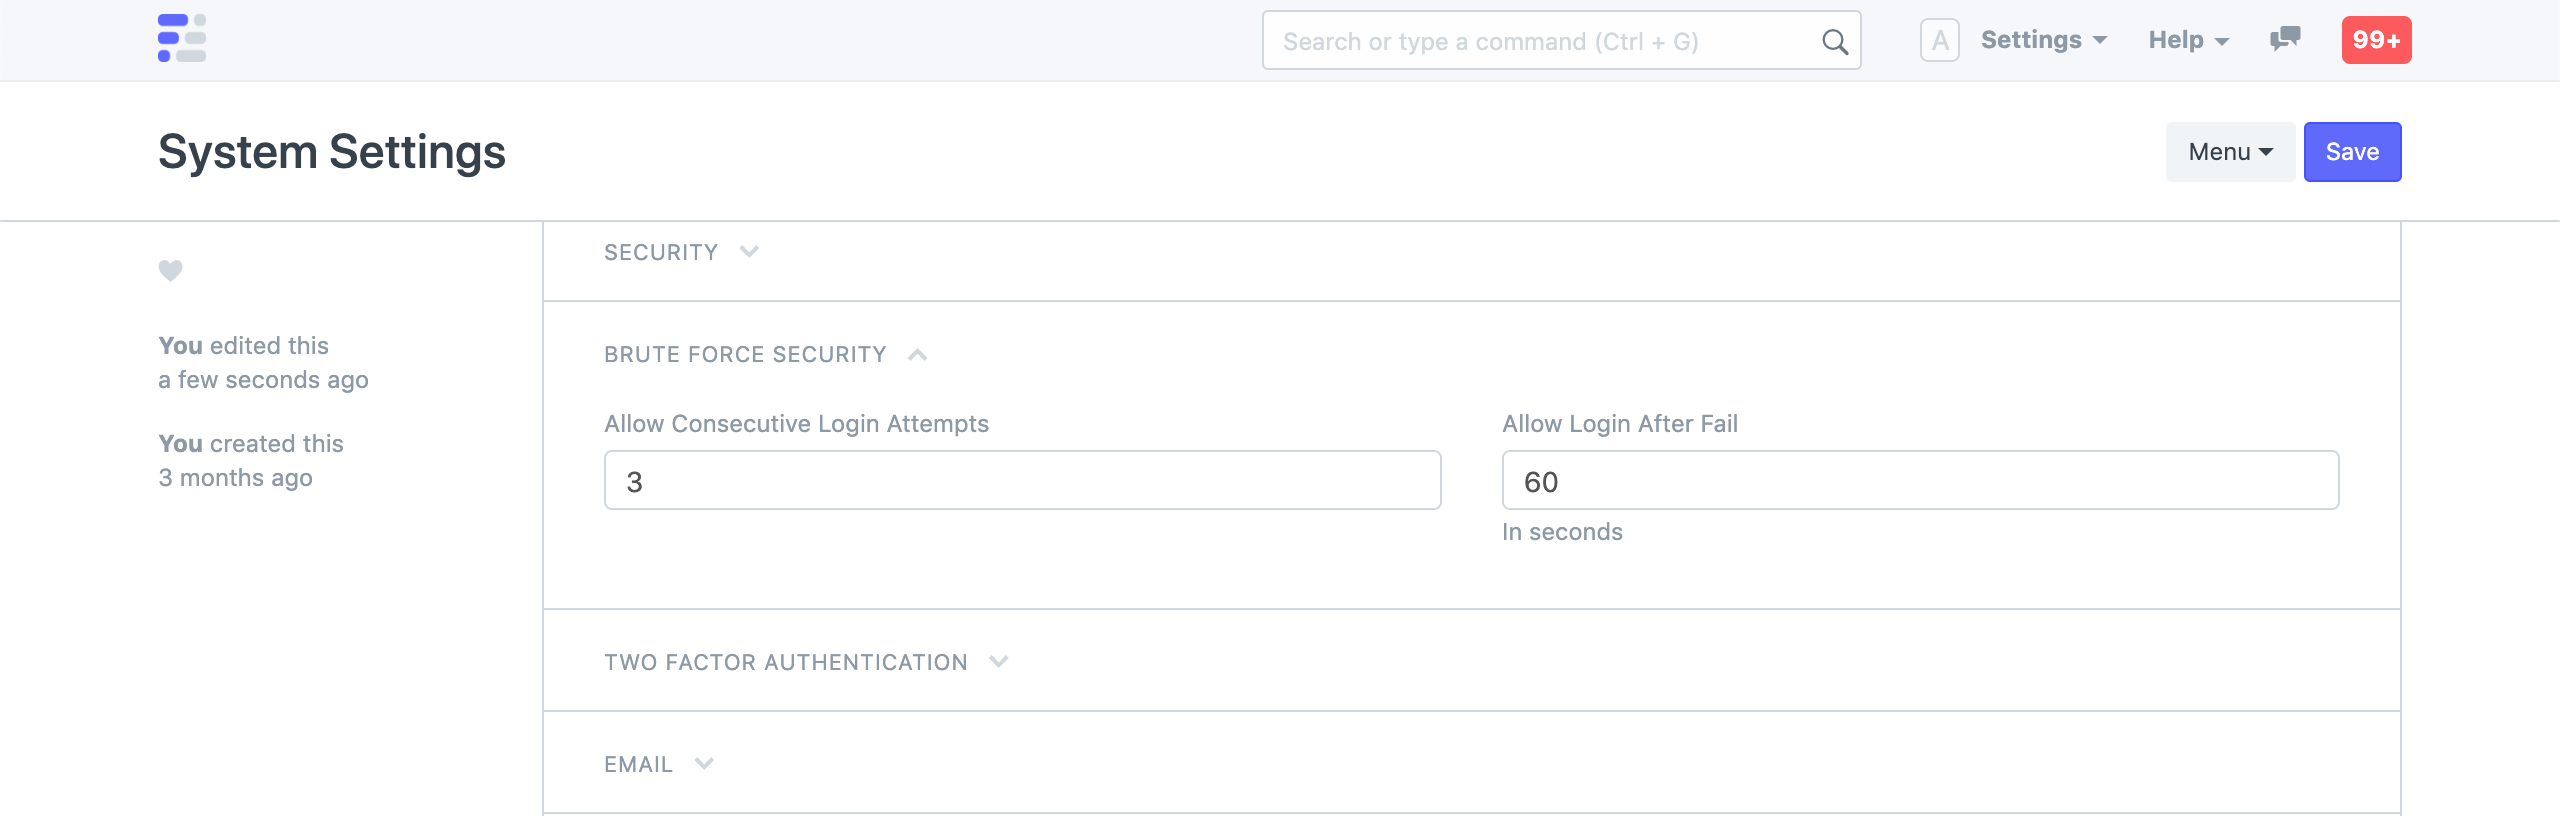 Search or type a command (Ctrl + G)
A
Settings
Help
99+
System Settings
Menu
Save
You edited this
a few seconds ago
You created this
3 months ago
SECURITY
BRUTE FORCE SECURITY
Allow Consecutive Login Attempts
3
Allow Login After Fail
60
In seconds
TWO FACTOR AUTHENTICATION
EMAIL